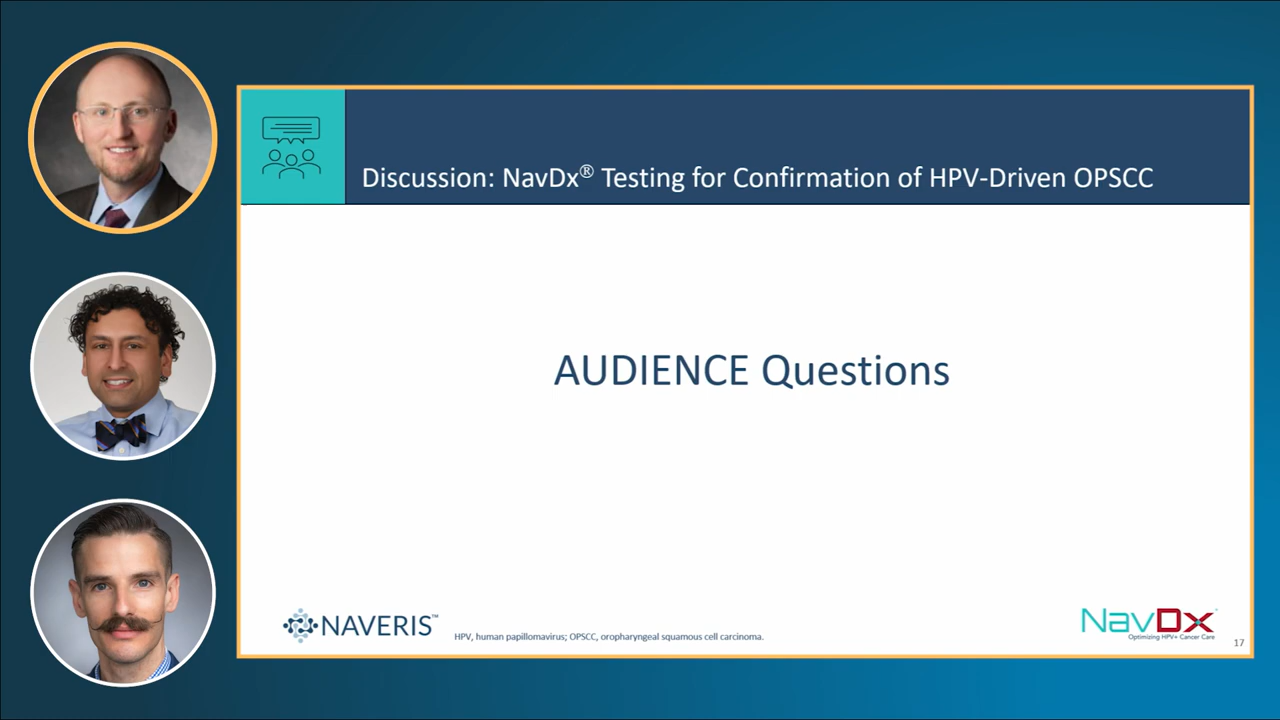 Discussion: NavDx® Testing for Confirmation of HPV-Driven OPSCC
AUDIENCE Questions
NAVERIS™
HPV, human papillomavirus; OPSCC, oropharyngeal squamous cell carcinoma.
NavDx®
Optimizing HPV+ Cancer Care
17